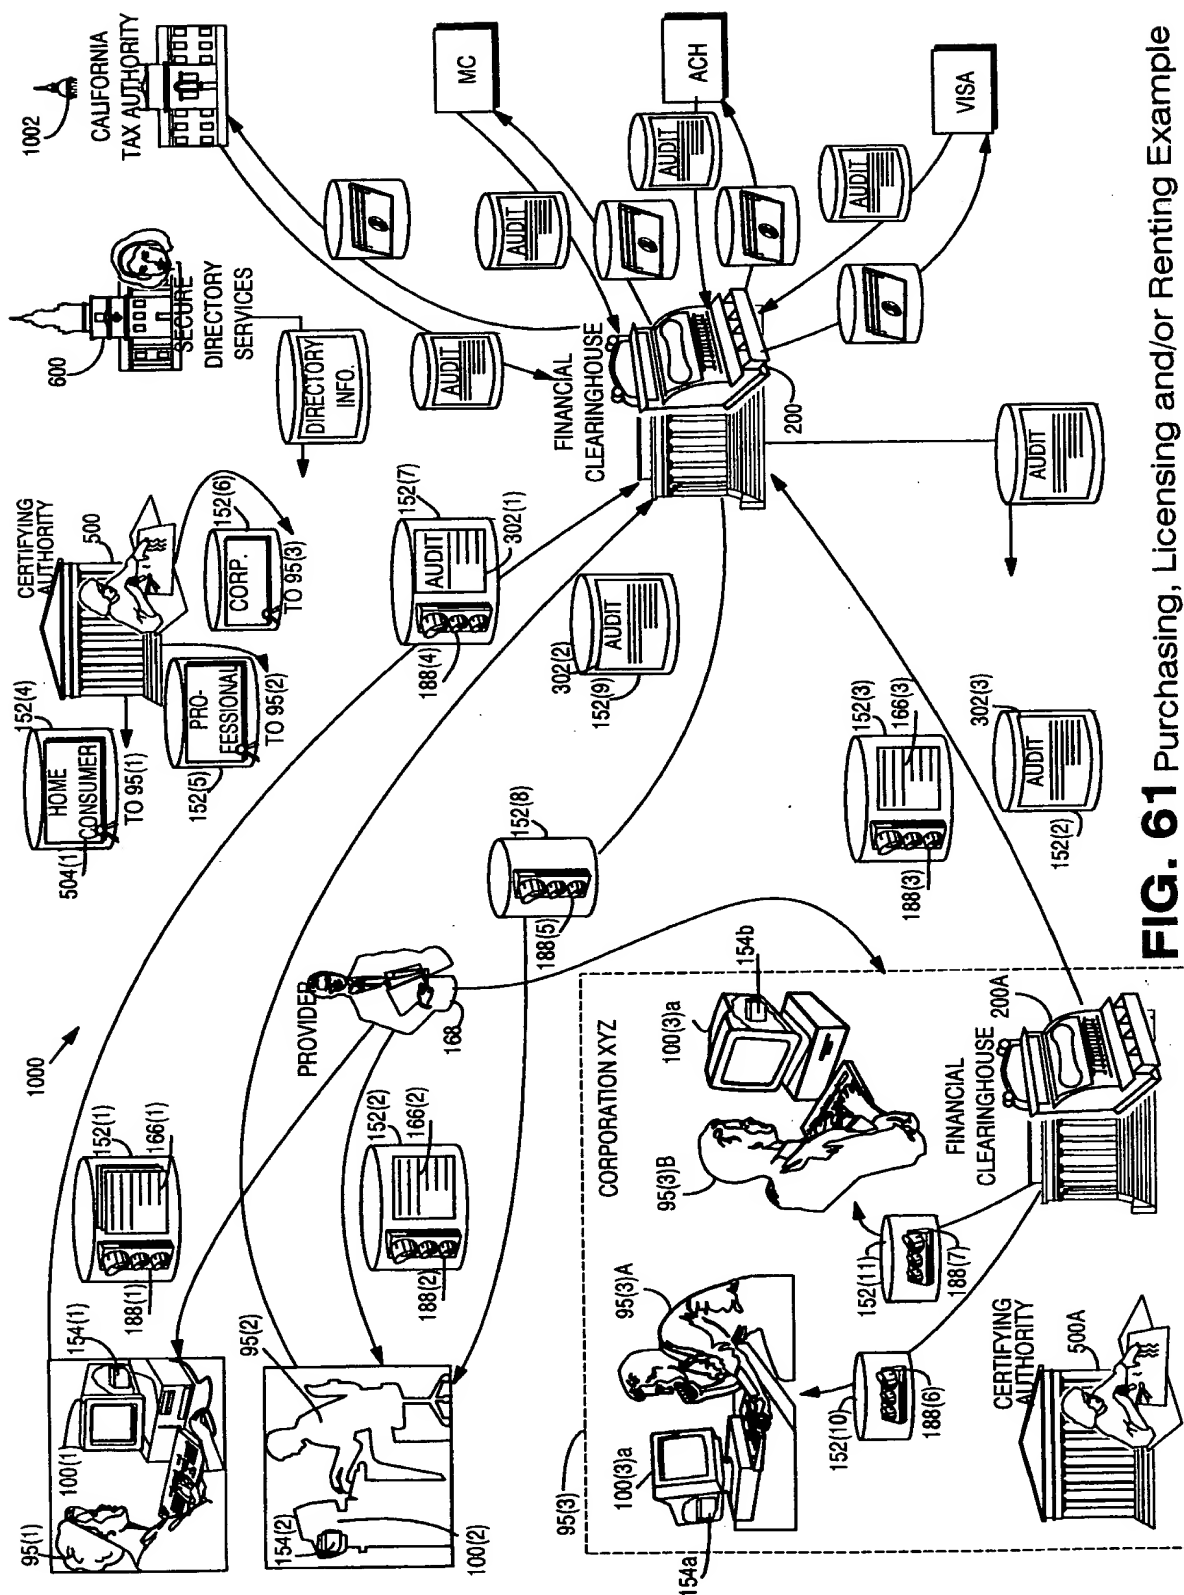 1000
95(1)
100(1
154(1)
188(1)
152(1)
166(1)
95(2)
154(2)
100(2)
188(2)
152(2)
166(2)
PROVIDER
168
HOME
CONSUMER
504(1)
152(4)
TO 95(1)
CERTIFYING
AUTHORITY
500
PRO-
FESSIONAL
152(5)
TO 95(2)
CORP.
152(6)
TO 95(3)
600
SECURE
DIRECTORY
SERVICES
DIRECTORY
INFO.
1002
CALIFORNIA
TAX AUTHORITY
AUDIT
152(7)
302(1)
188(4)
AUDIT
FINANCIAL
CLEARINGHOUSE
200
AUDIT
MC
AUDIT
ACH
AUDIT
VISA
152(8)
188(5)
302(2)
AUDIT
152(9)
AUDIT
95(3)
CORPORATION XYZ
100(3)a
154a
95(3)A
95(3)B
100(3)a
154b
152(10)
188(6)
152(11)
188(7)
CERTIFYING
AUTHORITY
500A
FINANCIAL
CLEARINGHOUSE
200A
152(3)
166(3)
188(3)
302(3)
AUDIT
152(2)
FIG. 61 Purchasing, Licensing and/or Renting Example